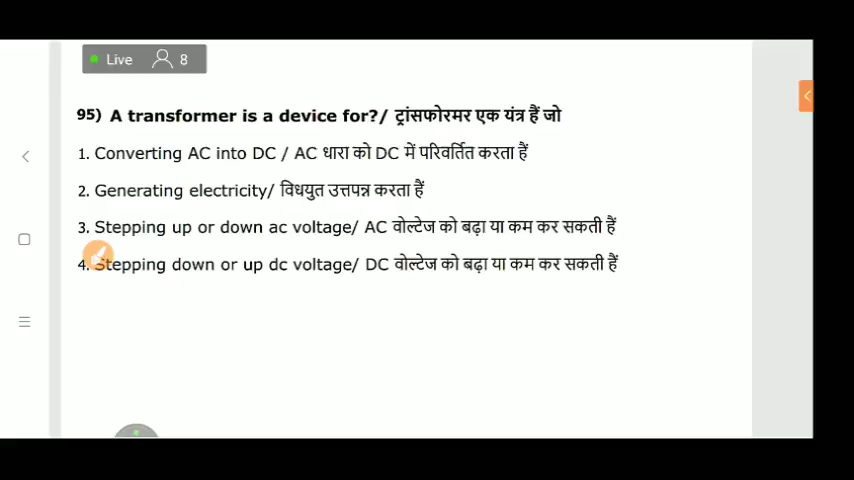 Live 8
95) A transformer is a device for?/ ट्रांसफोरमर एक यंत्र हैं जो
1. Converting AC into DC / AC धारा को DC में परिवर्तित करता हैं
2. Generating electricity/ विधयुत उत्तपन्न करता हैं
3. Stepping up or down ac voltage/ AC वोल्टेज को बढ़ा या कम कर सकती हैं
4. Stepping down or up dc voltage/ DC वोल्टेज को बढ़ा या कम कर सकती हैं